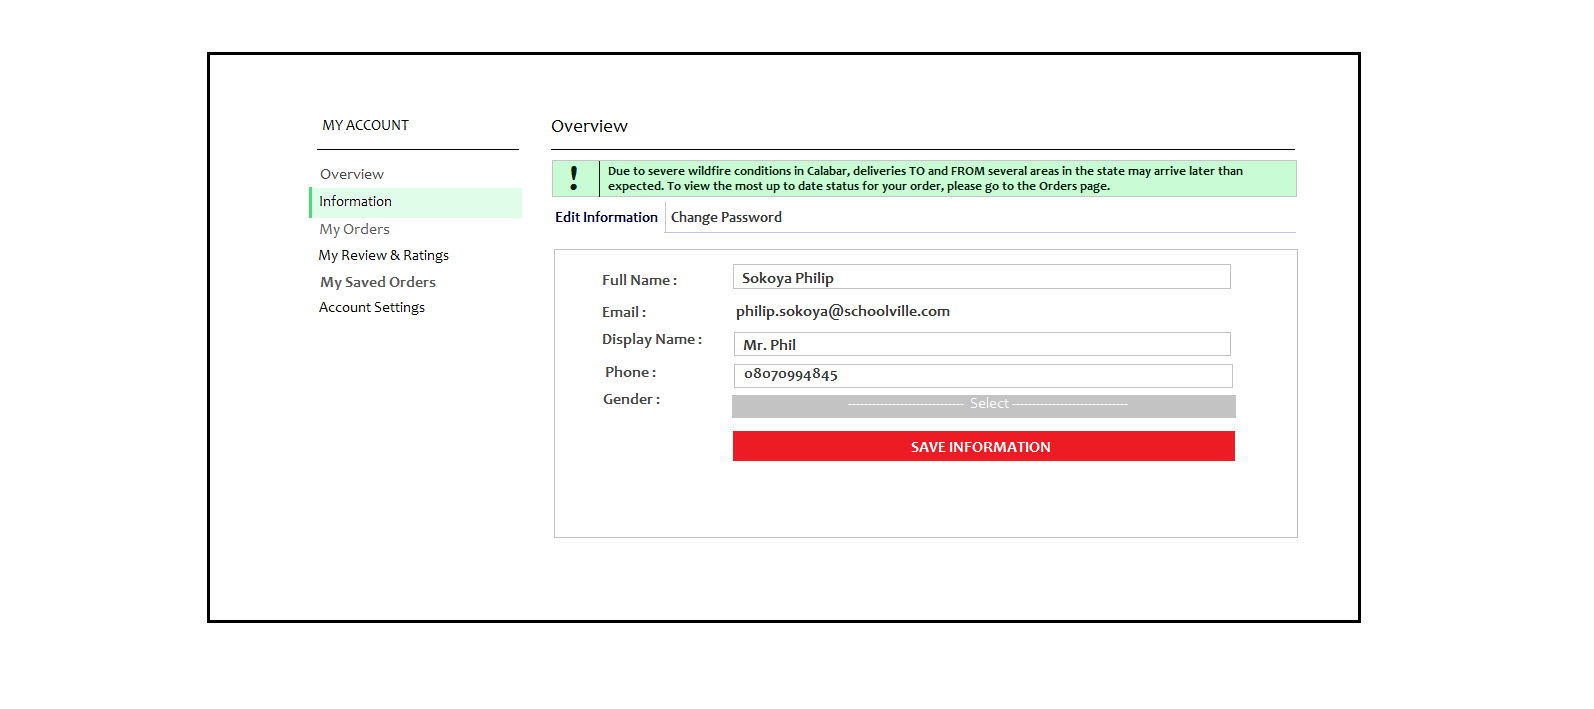 MY ACCOUNT
Overview
Information
My Orders
My Review & Ratings
My Saved Orders
Account Settings
Overview
! Due to severe wildfire conditions in Calabar, deliveries TO and FROM several areas in the state may arrive later than
expected. To view the most up to date status for your order, please go to the Orders page.
Edit Information Change Password
Full Name : Sokoya Philip
Email : philip.sokoya@schoolville.com
Display Name : Mr. Phil
Phone : 08070994845
Gender : ----------------------------- Select -----------------------------
SAVE INFORMATION